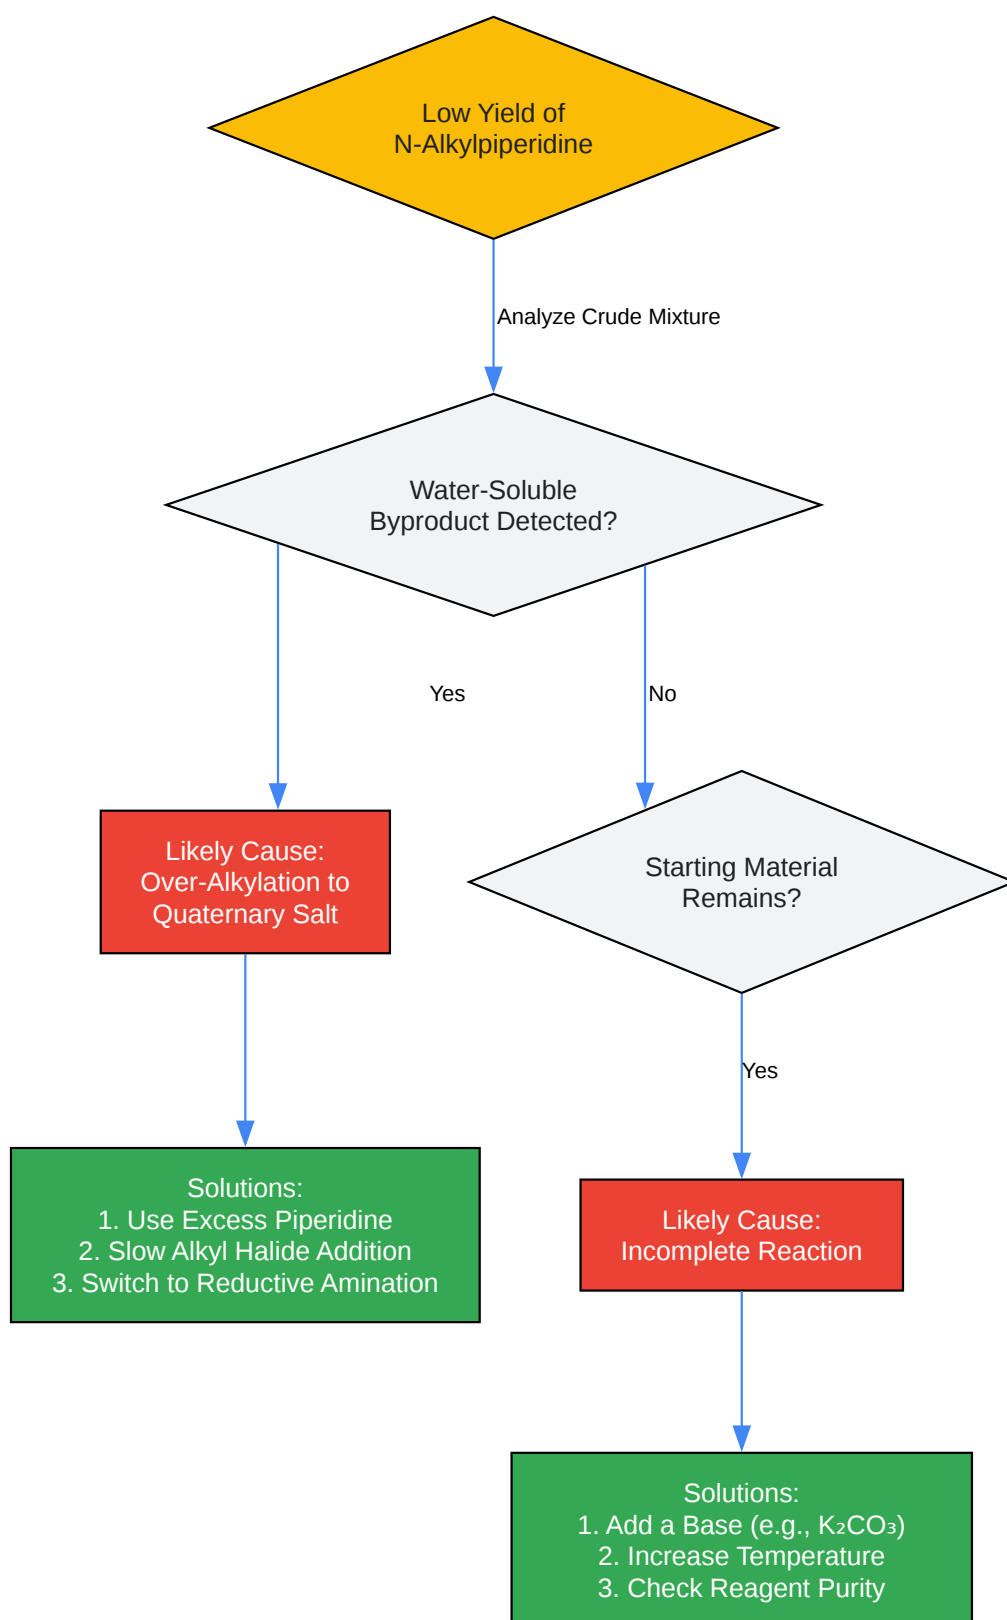 Low Yield of
N-Alkylpiperidine
Analyze Crude Mixture
Water-Soluble
Byproduct Detected?
Yes
No
Likely Cause:
Over-Alkylation to
Quaternary Salt
Starting Material
Remains?
Yes
Solutions:
1. Use Excess Piperidine
2. Slow Alkyl Halide Addition
3. Switch to Reductive Amination
Likely Cause:
Incomplete Reaction
Solutions:
1. Add a Base (e.g., K₂CO₃)
2. Increase Temperature
3. Check Reagent Purity